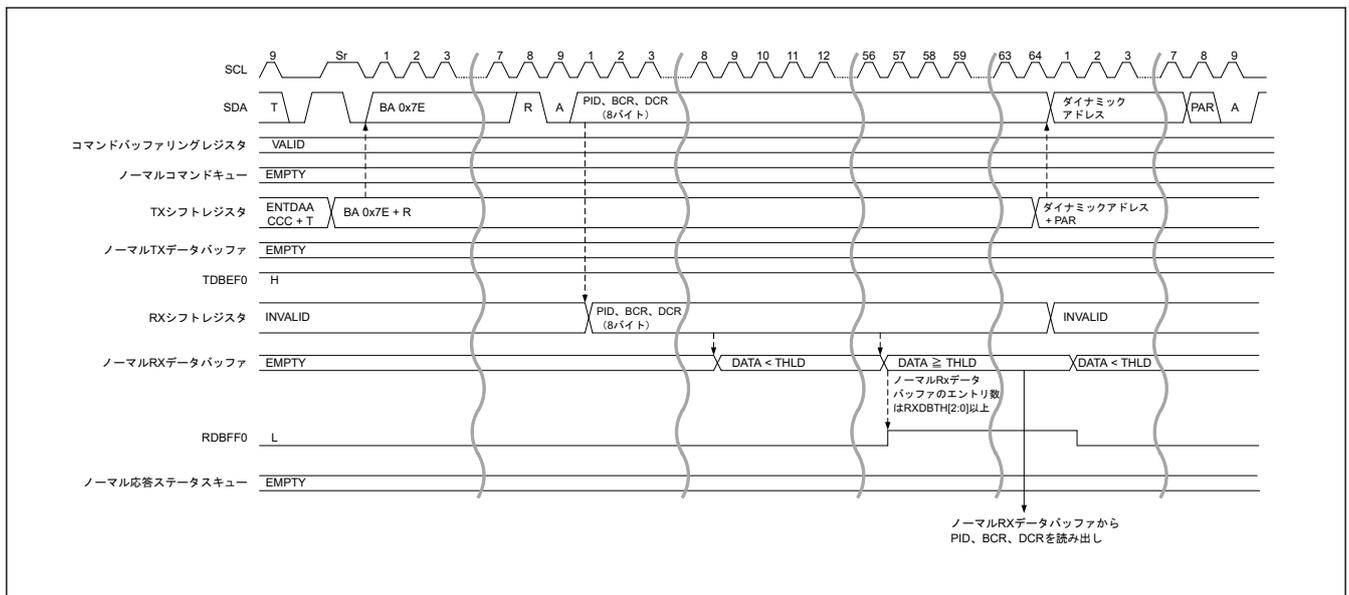 9 Sr 1 2 3 7 8 9 1 2 3 8 9 10 11 12 56 57 58 59 63 64 1 2 3 7 8 9
SCL
SDA T BA 0x7E R A PID、BCR、DCR
（8バイト） ダイナミック
アドレス PAR A
コマンドバッファリングレジスタ VALID
ノーマルコマンドキュー EMPTY
TXシフトレジスタ ENTDAA
CCC + T BA 0x7E + R ダイナミックアドレス
+ PAR
ノーマルTXデータバッファ EMPTY
TDBEF0 H
RXシフトレジスタ INVALID PID、BCR、DCR
（8バイト） INVALID
ノーマルRXデータバッファ EMPTY DATA < THLD DATA ≧ THLD DATA < THLD
ノーマルRxデータ
バッファのエントリ数
はRXDBTH[2:0]以上
RDBFF0 L
ノーマル応答ステータスキュー EMPTY
ノーマルRXデータバッファから
PID、BCR、DCRを読み出し